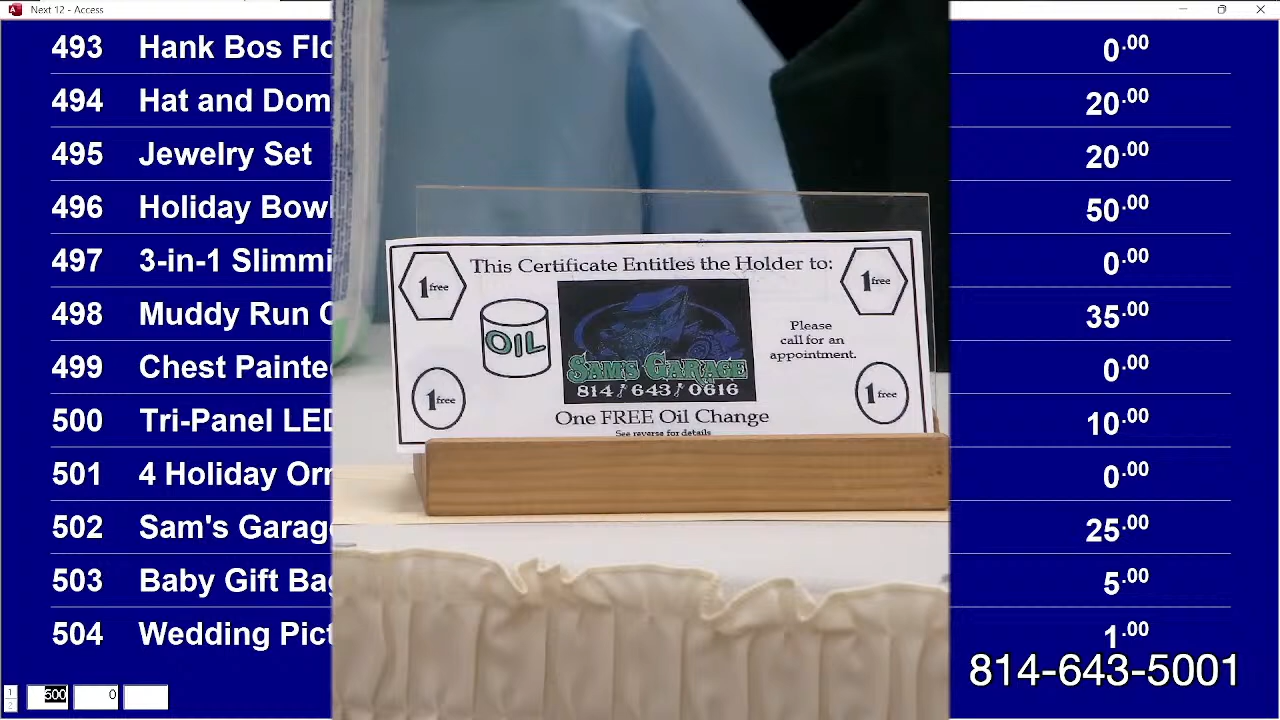 Next 12 - Access
493 Hank Bos Flo 0.00
494 Hat and Dom 20.00
495 Jewelry Set 20.00
496 Holiday Bowl 50.00
497 3-in-1 Slimmi 0.00
498 Muddy Run 35.00
499 Chest Painte 0.00
500 Tri-Panel LED 10.00
501 4 Holiday Orn 0.00
502 Sam's Garage 25.00
503 Baby Gift Bag 5.00
504 Wedding Pict 1.00
This Certificate Entitles the Holder to:
1 free
1 free
OIL
Please
call for an
appointment.
SAM'S GARAGE
814 643 0616
1 free
1 free
One FREE Oil Change
See reverse for details
814-643-5001
1
2
500 0